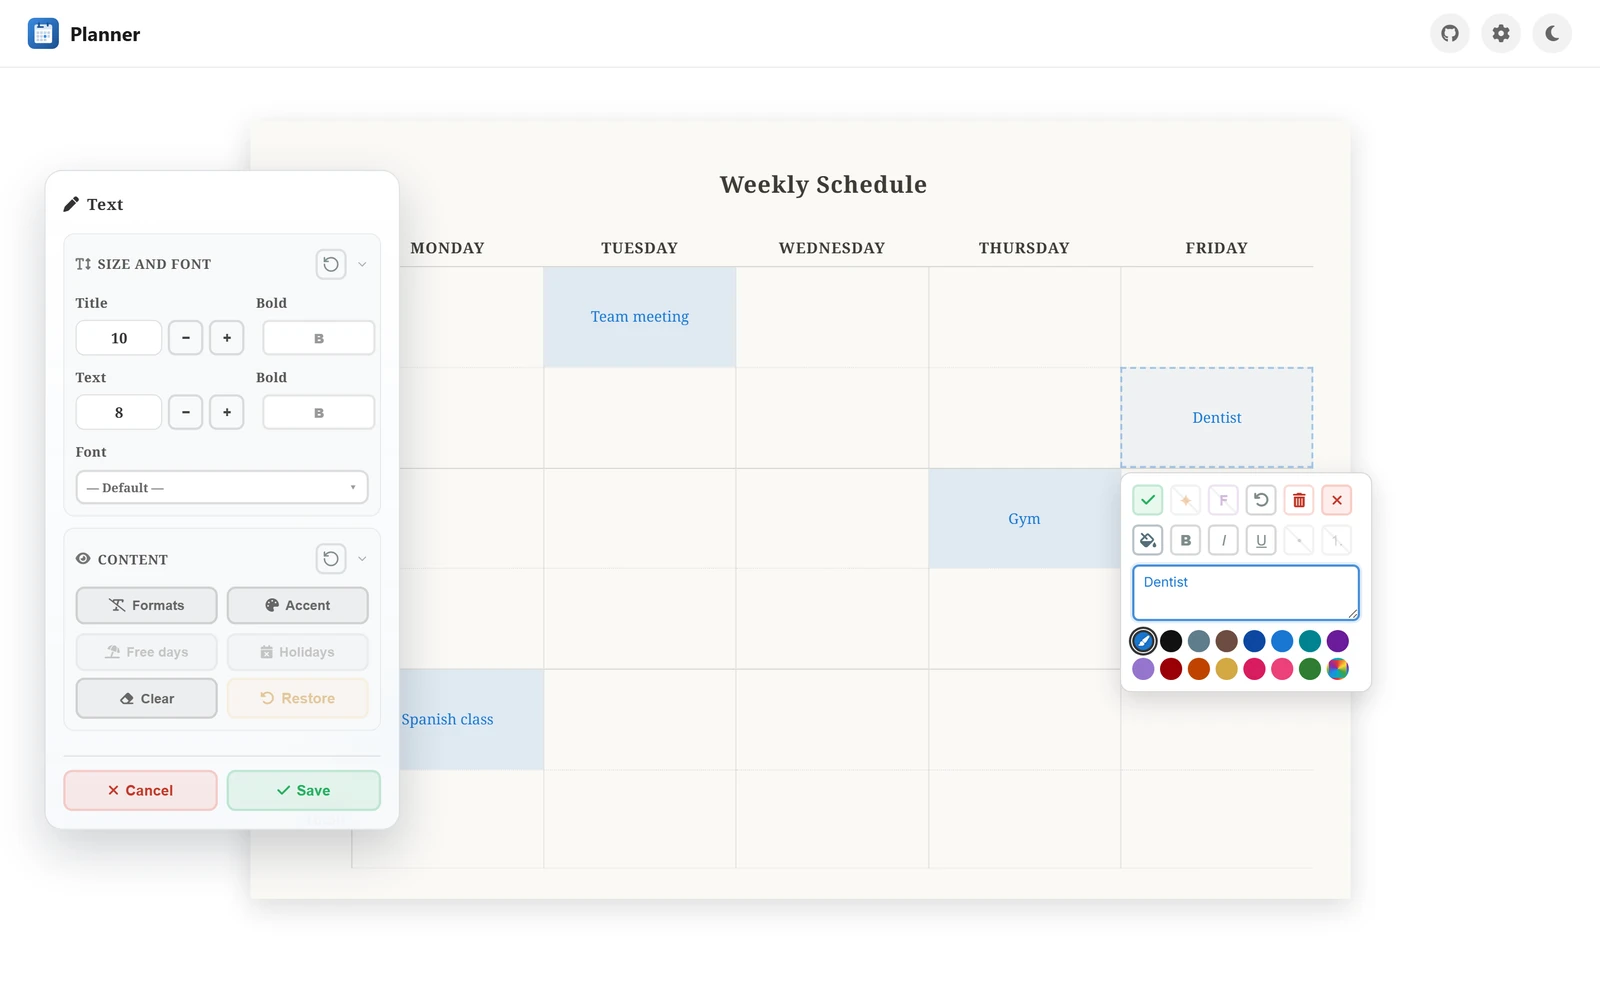 Planner
Weekly Schedule
MONDAY TUESDAY WEDNESDAY THURSDAY FRIDAY
Team meeting
Dentist
Gym
Spanish class
Text
SIZE AND FONT
Title Bold
10 - + B
Text Bold
8 - + B
Font
— Default —
CONTENT
Formats Accent
Free days Holidays
Clear Restore
Cancel Save
F
B I U 1.
Dentist